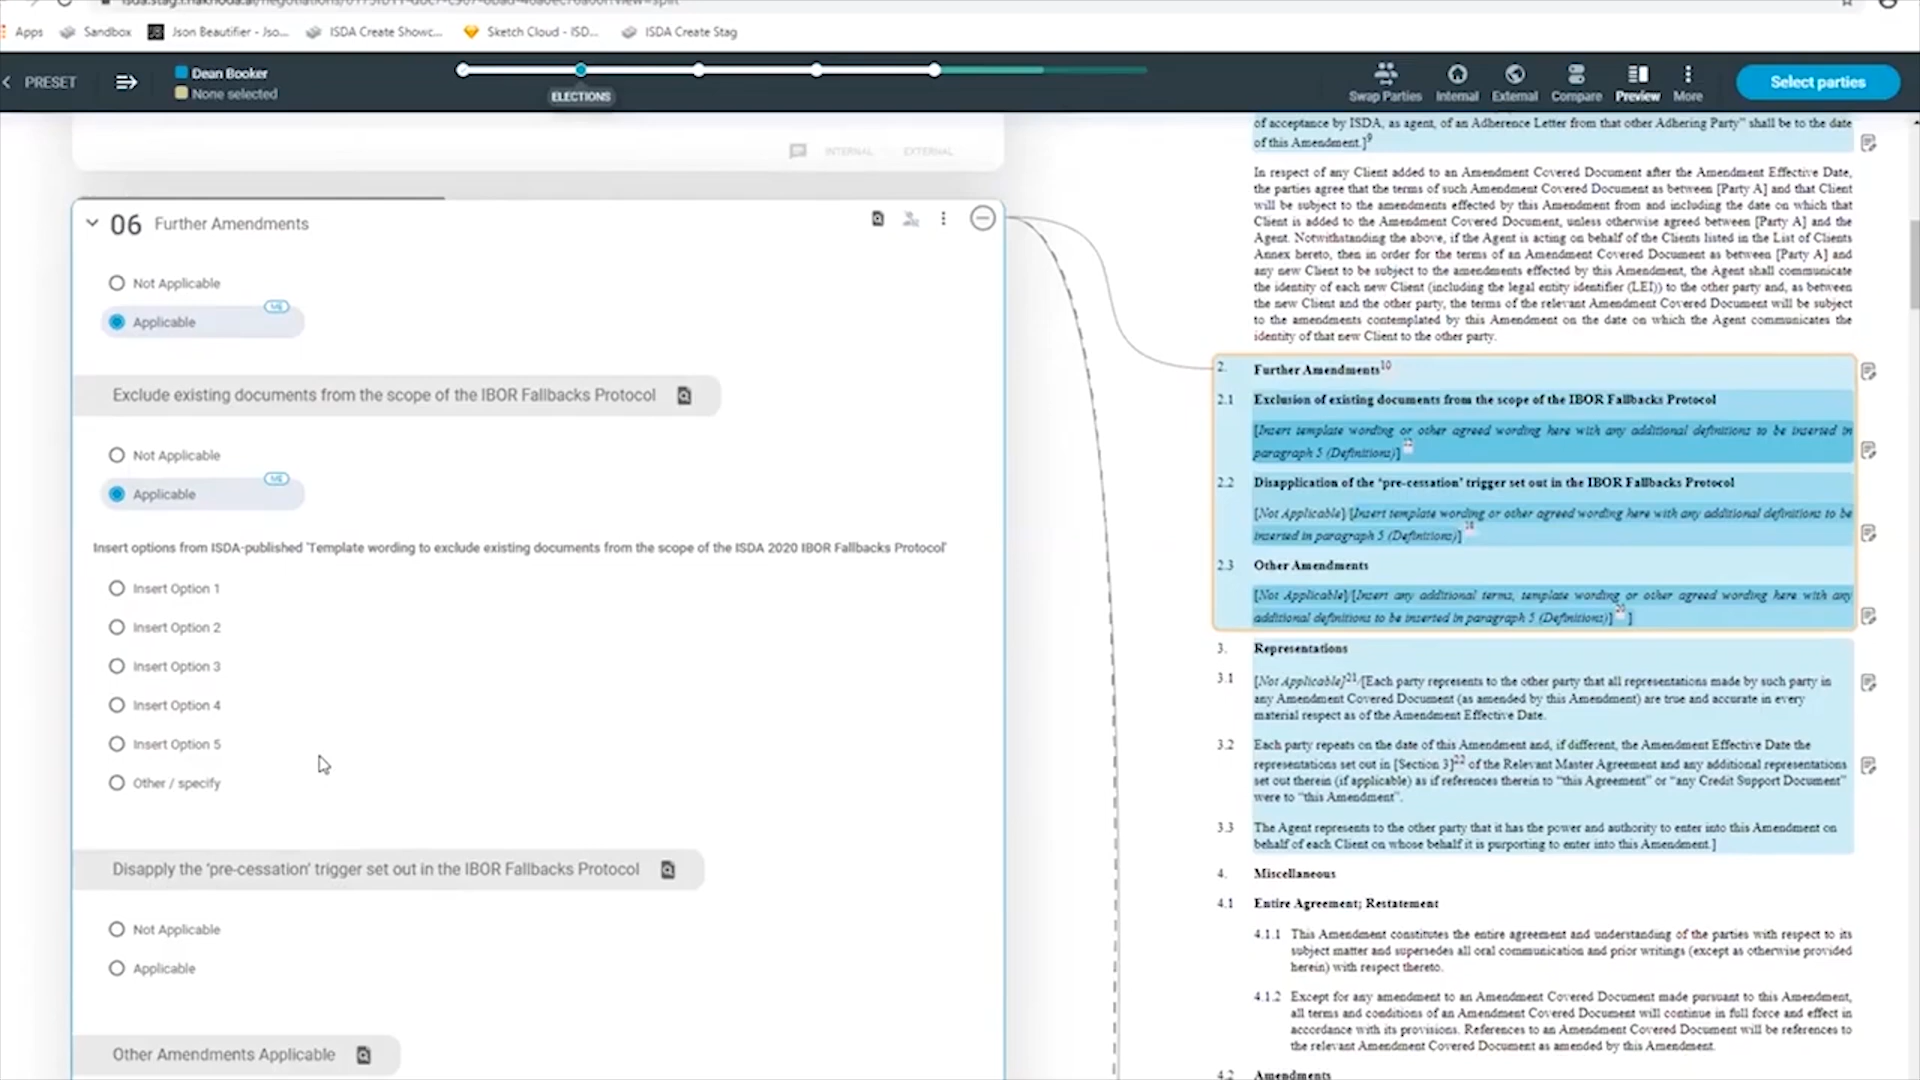 Apps
Sandbox
Json Beautifier - Jso...
ISDA Create Showc...
Sketch Cloud - ISD...
ISDA Create Stag
PRESET
Dean Booker
None selected
ELECTIONS
Swap Parties
Internal
External
Compare
Preview
More
Select parties
INTERNAL
EXTERNAL
06 Further Amendments
Not Applicable
ME
Applicable
Exclude existing documents from the scope of the IBOR Fallbacks Protocol
Not Applicable
ME
Applicable
Insert options from ISDA-published 'Template wording to exclude existing documents from the scope of the ISDA 2020 IBOR Fallbacks Protocol'
Insert Option 1
Insert Option 2
Insert Option 3
Insert Option 4
Insert Option 5
Other / specify
Disapply the 'pre-cessation' trigger set out in the IBOR Fallbacks Protocol
Not Applicable
Applicable
Other Amendments Applicable
of acceptance by ISDA, as agent, of an Adherence Letter from that other Adhering Party" shall be to the date
of this Amendment.]9
In respect of any Client added to an Amendment Covered Document after the Amendment Effective Date,
the parties agree that the terms of such Amendment Covered Document as between [Party A] and that Client
will be subject to the amendments effected by this Amendment from and including the date on which that
Client is added to the Amendment Covered Document, unless otherwise agreed between [Party A] and the
Agent. Notwithstanding the above, if the Agent is acting on behalf of the Clients listed in the List of Clients
Annex hereto, then in order for the terms of an Amendment Covered Document as between [Party A] and
any new Client to be subject to the amendments effected by this Amendment, the Agent shall communicate
the identity of each new Client (including the legal entity identifier (LEI)) to the other party and, as between
the new Client and the other party, the terms of the relevant Amendment Covered Document will be subject
to the amendments contemplated by this Amendment on the date on which the Agent communicates the
identity of that new Client to the other party.
2. Further Amendments10
2.1 Exclusion of existing documents from the scope of the IBOR Fallbacks Protocol
[Insert template wording or other agreed wording here with any additional definitions to be inserted in
paragraph 5 (Definitions)]
2.2 Disapplication of the 'pre-cessation' trigger set out in the IBOR Fallbacks Protocol
[Not Applicable]/[Insert template wording or other agreed wording here with any additional definitions to be
inserted in paragraph 5 (Definitions)]
2.3 Other Amendments
[Not Applicable]/[Insert any additional terms, template wording or other agreed wording here with any
additional definitions to be inserted in paragraph 5 (Definitions)] ]
3. Representations
3.1 [Not Applicable]21/[Each party represents to the other party that all representations made by such party in
any Amendment Covered Document (as amended by this Amendment) are true and accurate in every
material respect as of the Amendment Effective Date.
3.2 Each party repeats on the date of this Amendment and, if different, the Amendment Effective Date the
representations set out in [Section 3]22 of the Relevant Master Agreement and any additional representations
set out therein (if applicable) as if references therein to "this Agreement" or "any Credit Support Document"
were to "this Amendment".
3.3 The Agent represents to the other party that it has the power and authority to enter into this Amendment on
behalf of each Client on whose behalf it is purporting to enter into this Amendment.]
4. Miscellaneous
4.1 Entire Agreement; Restatement
4.1.1 This Amendment constitutes the entire agreement and understanding of the parties with respect to its
subject matter and supersedes all oral communication and prior writings (except as otherwise provided
herein) with respect thereto.
4.1.2 Except for any amendment to an Amendment Covered Document made pursuant to this Amendment,
all terms and conditions of an Amendment Covered Document will continue in full force and effect in
accordance with its provisions. References to an Amendment Covered Document will be references to
the relevant Amendment Covered Document as amended by this Amendment.
4.2 Amendments